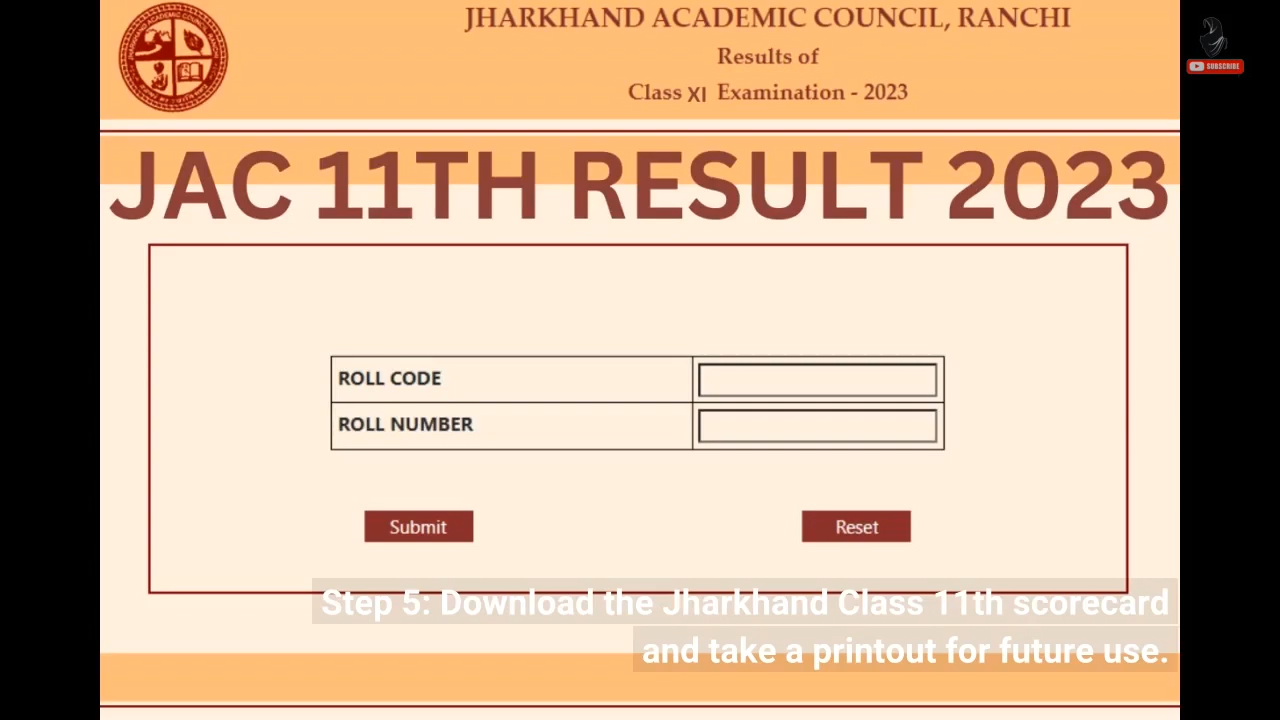 JHARKHAND ACADEMIC COUNCIL, RANCHI
Results of
Class XI Examination - 2023
SUBSCRIBE
JAC 11TH RESULT 2023
ROLL CODE
ROLL NUMBER
Submit
Reset
Step 5: Download the Jharkhand Class 11th scorecard
and take a printout for future use.